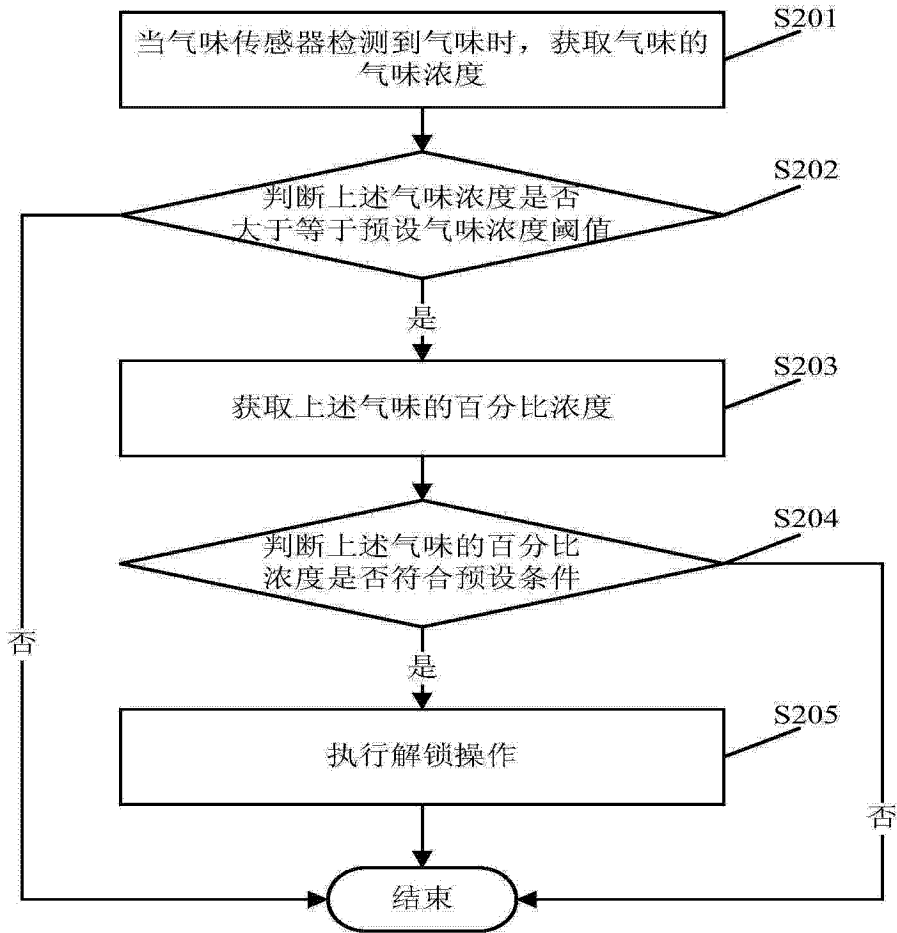 S201
当气味传感器检测到气味时，获取气味的
气味浓度
S202
判断上述气味浓度是否
大于等于预设气味浓度阈值
是
S203
获取上述气味的百分比浓度
S204
判断上述气味的百分比
浓度是否符合预设条件
否
是
S205
执行解锁操作
否
结束